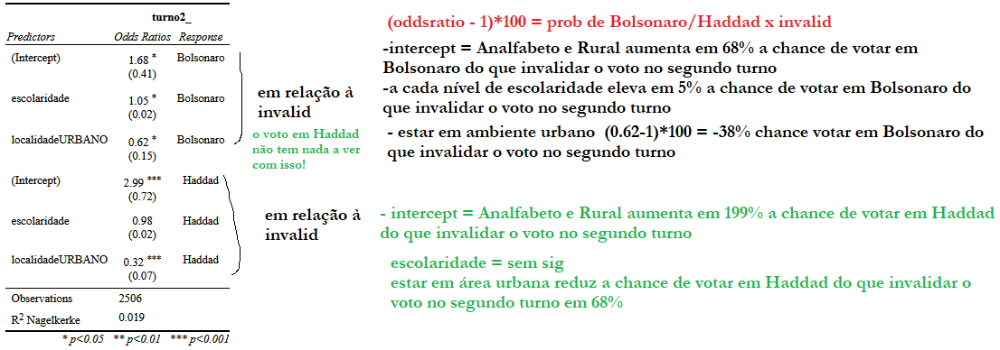 turno2_
Predictors Odds Ratios Response
(Intercept) 1.68 * Bolsonaro
(0.41)
escolaridade 1.05 * Bolsonaro
(0.02)
localidadeURBANO 0.62 * Bolsonaro
(0.15)
(Intercept) 2.99 *** Haddad
(0.72)
escolaridade 0.98 Haddad
(0.02)
localidadeURBANO 0.32 *** Haddad
(0.07)
Observations 2506
R2 Nagelkerke 0.019
* p<0.05 ** p<0.01 *** p<0.001
em relação à
invalid
o voto em Haddad
não tem nada a ver
com isso!
em relação à
invalid
(oddsratio - 1)*100 = prob de Bolsonaro/Haddad x invalid
-intercept = Analfabeto e Rural aumenta em 68% a chance de votar em
Bolsonaro do que invalidar o voto no segundo turno
-a cada nível de escolaridade eleva em 5% a chance de votar em Bolsonaro do
que invalidar o voto no segundo turno
- estar em ambiente urbano (0.62-1)*100 = -38% chance votar em Bolsonaro do
que invalidar o voto no segundo turno
- intercept = Analfabeto e Rural aumenta em 199% a chance de votar em Haddad
do que invalidar o voto no segundo turno
escolaridade = sem sig
estar em área urbana reduz a chance de votar em Haddad do que invalidar o
voto no segundo turno em 68%